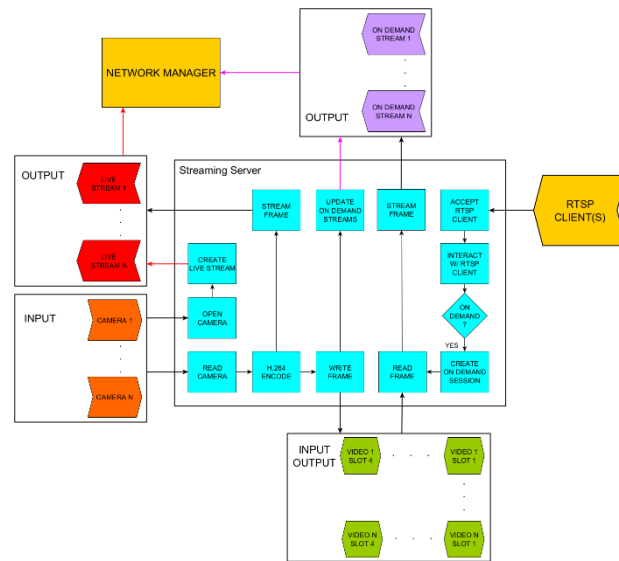 ON DEMAND
STREAM 1
NETWORK MANAGER
ON DEMAND
STREAM N
OUTPUT
OUTPUT
LIVE
STREAM 1
LIVE
STREAM N
Streaming Server
STREAM
FRAME
UPDATE
ON DEMAND
STREAMS
STREAM
FRAME
ACCEPT
RTSP
CLIENT
RTSP
CLIENT(S)
CREATE
LIVE STREAM
INTERACT
W/ RTSP
CLIENT
INPUT
CAMERA 1
CAMERA N
OPEN
CAMERA
ON
DEMAND
?
YES
READ
CAMERA
H.264
ENCODE
WRITE
FRAME
READ
FRAME
CREATE
ON DEMAND
SESSION
INPUT
OUTPUT
VIDEO 1
SLOT 4
VIDEO 1
SLOT 1
VIDEO N
SLOT 4
VIDEO N
SLOT 1